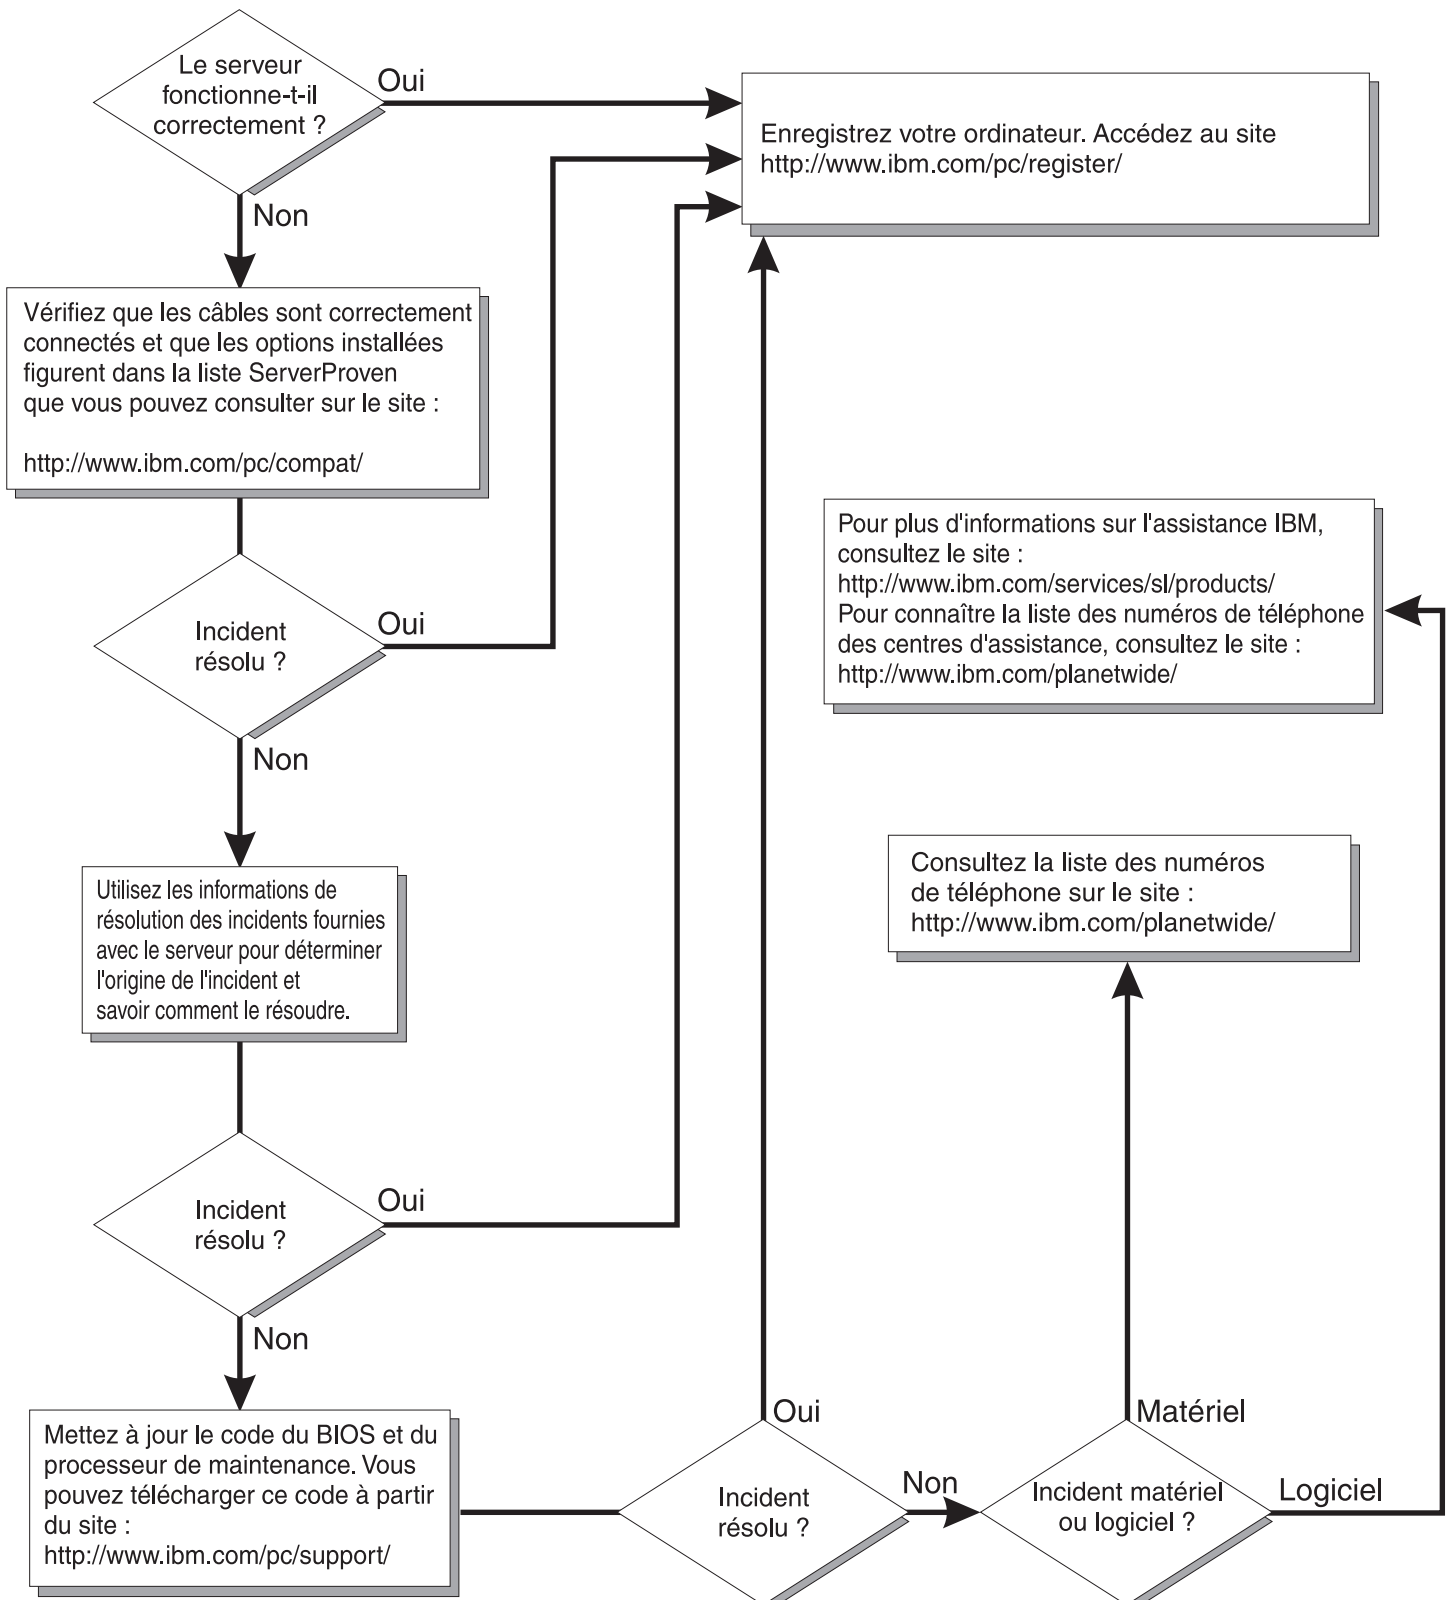 Le serveur
fonctionne-t-il
correctement ?
Oui
Non
Enregistrez votre ordinateur. Accédez au site
http://www.ibm.com/pc/register/
Vérifiez que les câbles sont correctement
connectés et que les options installées
figurent dans la liste ServerProven
que vous pouvez consulter sur le site :
http://www.ibm.com/pc/compat/
Incident
résolu ?
Oui
Non
Pour plus d'informations sur l'assistance IBM,
consultez le site :
http://www.ibm.com/services/sl/products/
Pour connaître la liste des numéros de téléphone
des centres d'assistance, consultez le site :
http://www.ibm.com/planetwide/
Utilisez les informations de
résolution des incidents fournies
avec le serveur pour déterminer
l'origine de l'incident et
savoir comment le résoudre.
Consultez la liste des numéros
de téléphone sur le site :
http://www.ibm.com/planetwide/
Incident
résolu ?
Oui
Non
Mettez à jour le code du BIOS et du
processeur de maintenance. Vous
pouvez télécharger ce code à partir
du site :
http://www.ibm.com/pc/support/
Incident
résolu ?
Oui
Non
Incident matériel
ou logiciel ?
Matériel
Logiciel